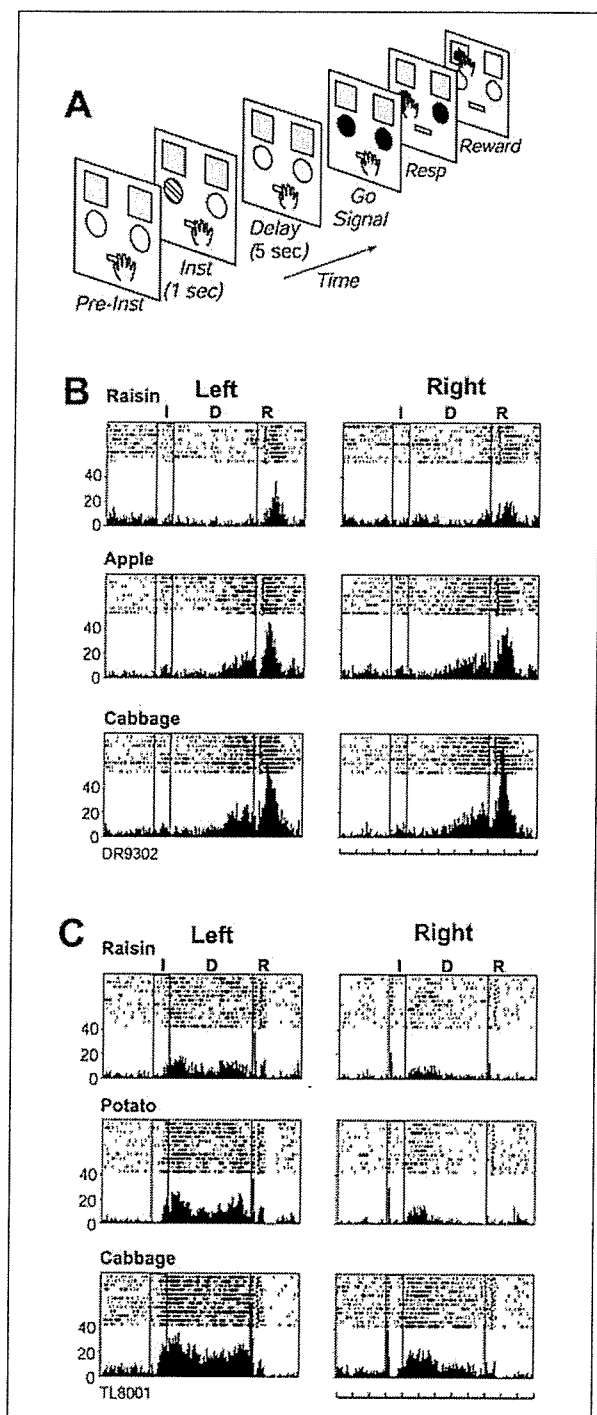 A
Pre-Inst
Inst
(1 sec)
Delay
(5 sec)
Go
Signal
Resp
Reward
Time
B
Left
Right
Raisin
I D R
I D R
40
20
0
Apple
40
20
0
Cabbage
40
20
0
DR9302
C
Left
Right
Raisin
I D R
I D R
40
20
0
Potato
40
20
0
Cabbage
40
20
0
TL8001